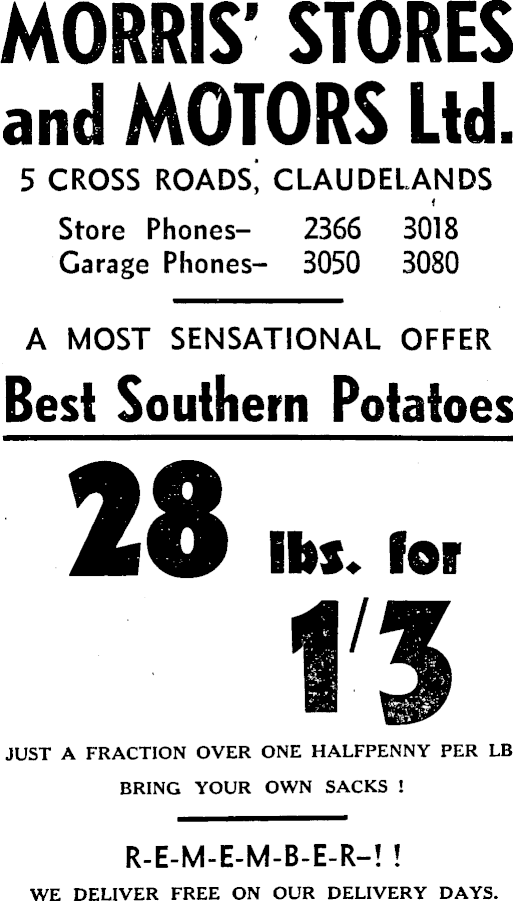 MORRIS' STORES
and MOTORS Ltd.
5 CROSS ROADS, CLAUDELANDS
Store Phones– 2366 3018
Garage Phones– 3050 3080
A MOST SENSATIONAL OFFER
Best Southern Potatoes
28 lbs. for
1/3
JUST A FRACTION OVER ONE HALFPENNY PER LB
BRING YOUR OWN SACKS !
R-E-M-E-M-B-E-R–! !
WE DELIVER FREE ON OUR DELIVERY DAYS.